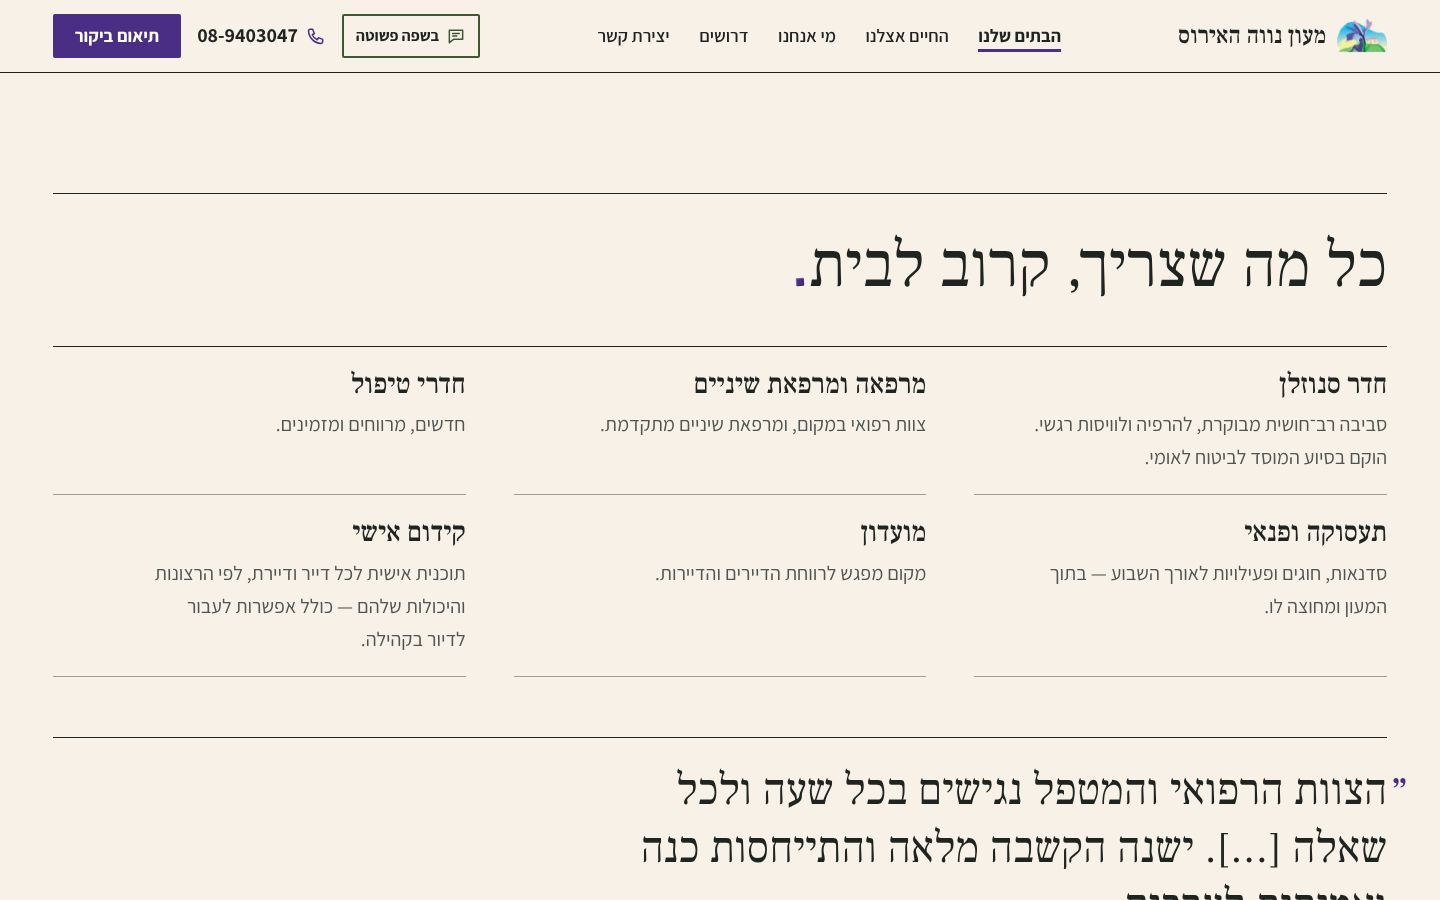 מעון נווה האירוס
הבתים שלנו
החיים אצלנו
מי אנחנו
דרושים
יצירת קשר
בשפה פשוטה
08-9403047
תיאום ביקור
כל מה שצריך, קרוב לבית.
חדר סנוזלן
סביבה רב־חושית מבוקרת, להרפיה ולוויסות רגשי.
הוקם בסיוע המוסד לביטוח לאומי.
מרפאה ומרפאת שיניים
צוות רפואי במקום, ומרפאת שיניים מתקדמת.
חדרי טיפול
חדשים, מרווחים ומזמינים.
תעסוקה ופנאי
סדנאות, חוגים ופעילויות לאורך השבוע — בתוך
המעון ומחוצה לו.
מועדון
מקום מפגש לרווחת הדיירים והדיירות.
קידום אישי
תוכנית אישית לכל דייר ודיירת, לפי הרצונות
והיכולות שלהם — כולל אפשרות לעבור
לדיור בקהילה.
”הצוות הרפואי והמטפל נגישים בכל שעה ולכל
שאלה […]. ישנה הקשבה מלאה והתייחסות כנה